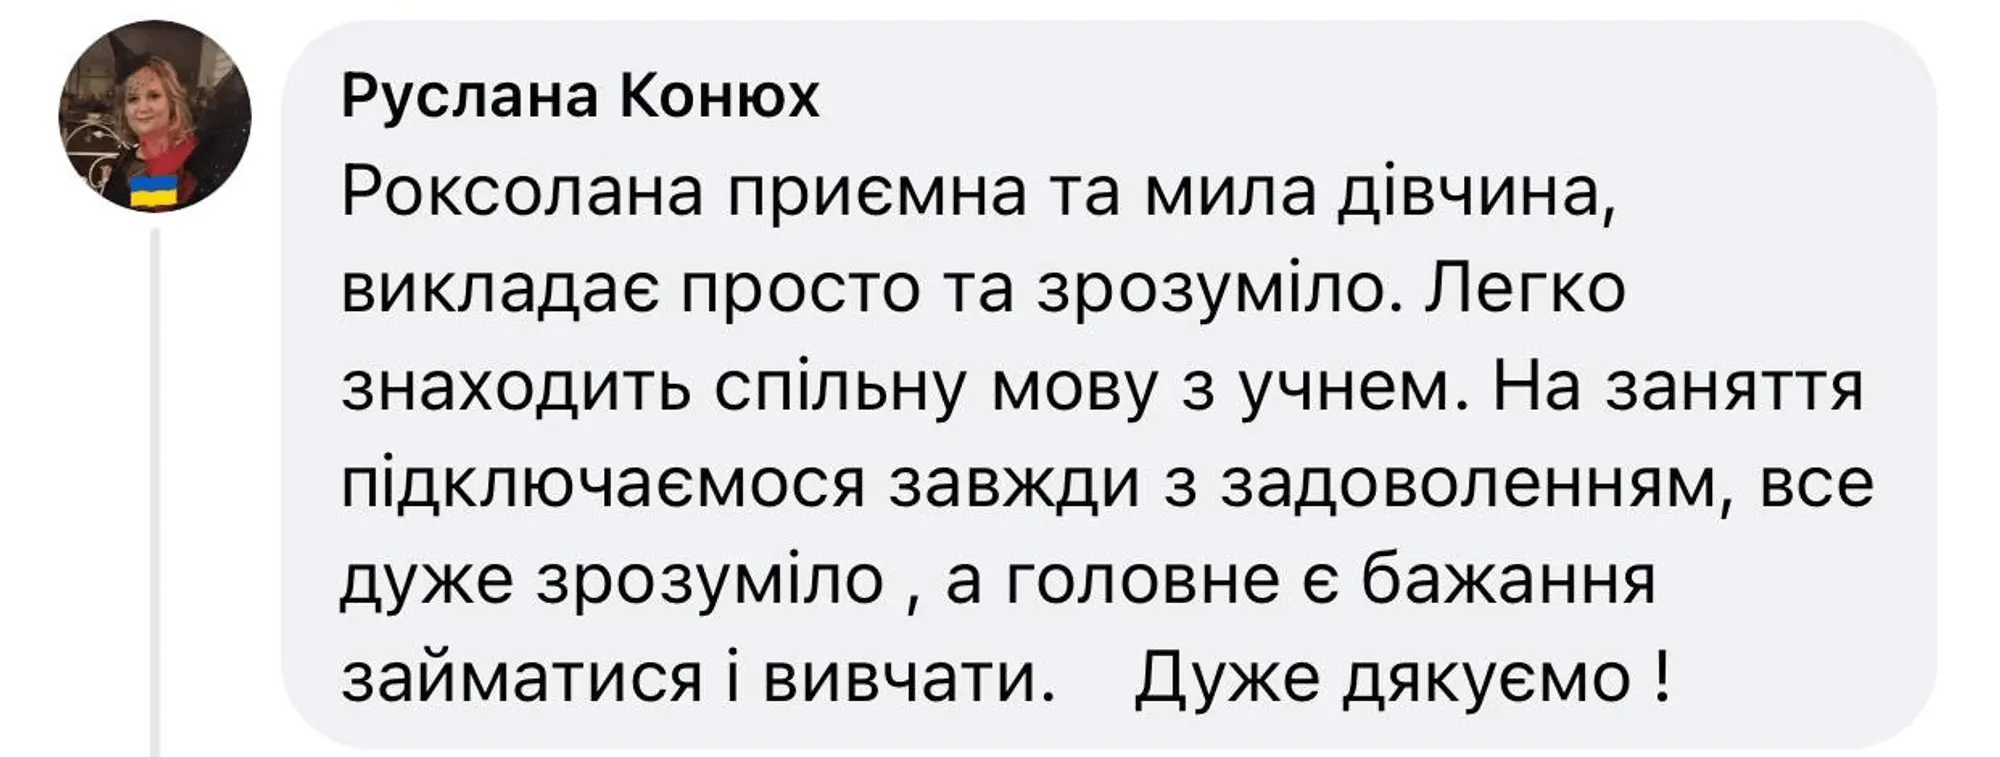 Руслана Конюх
Роксолана приємна та мила дівчина,
викладає просто та зрозуміло. Легко
знаходить спільну мову з учнем. На заняття
підключаємося завжди з задоволенням, все
дуже зрозуміло , а головне є бажання
займатися і вивчати.    Дуже дякуємо !